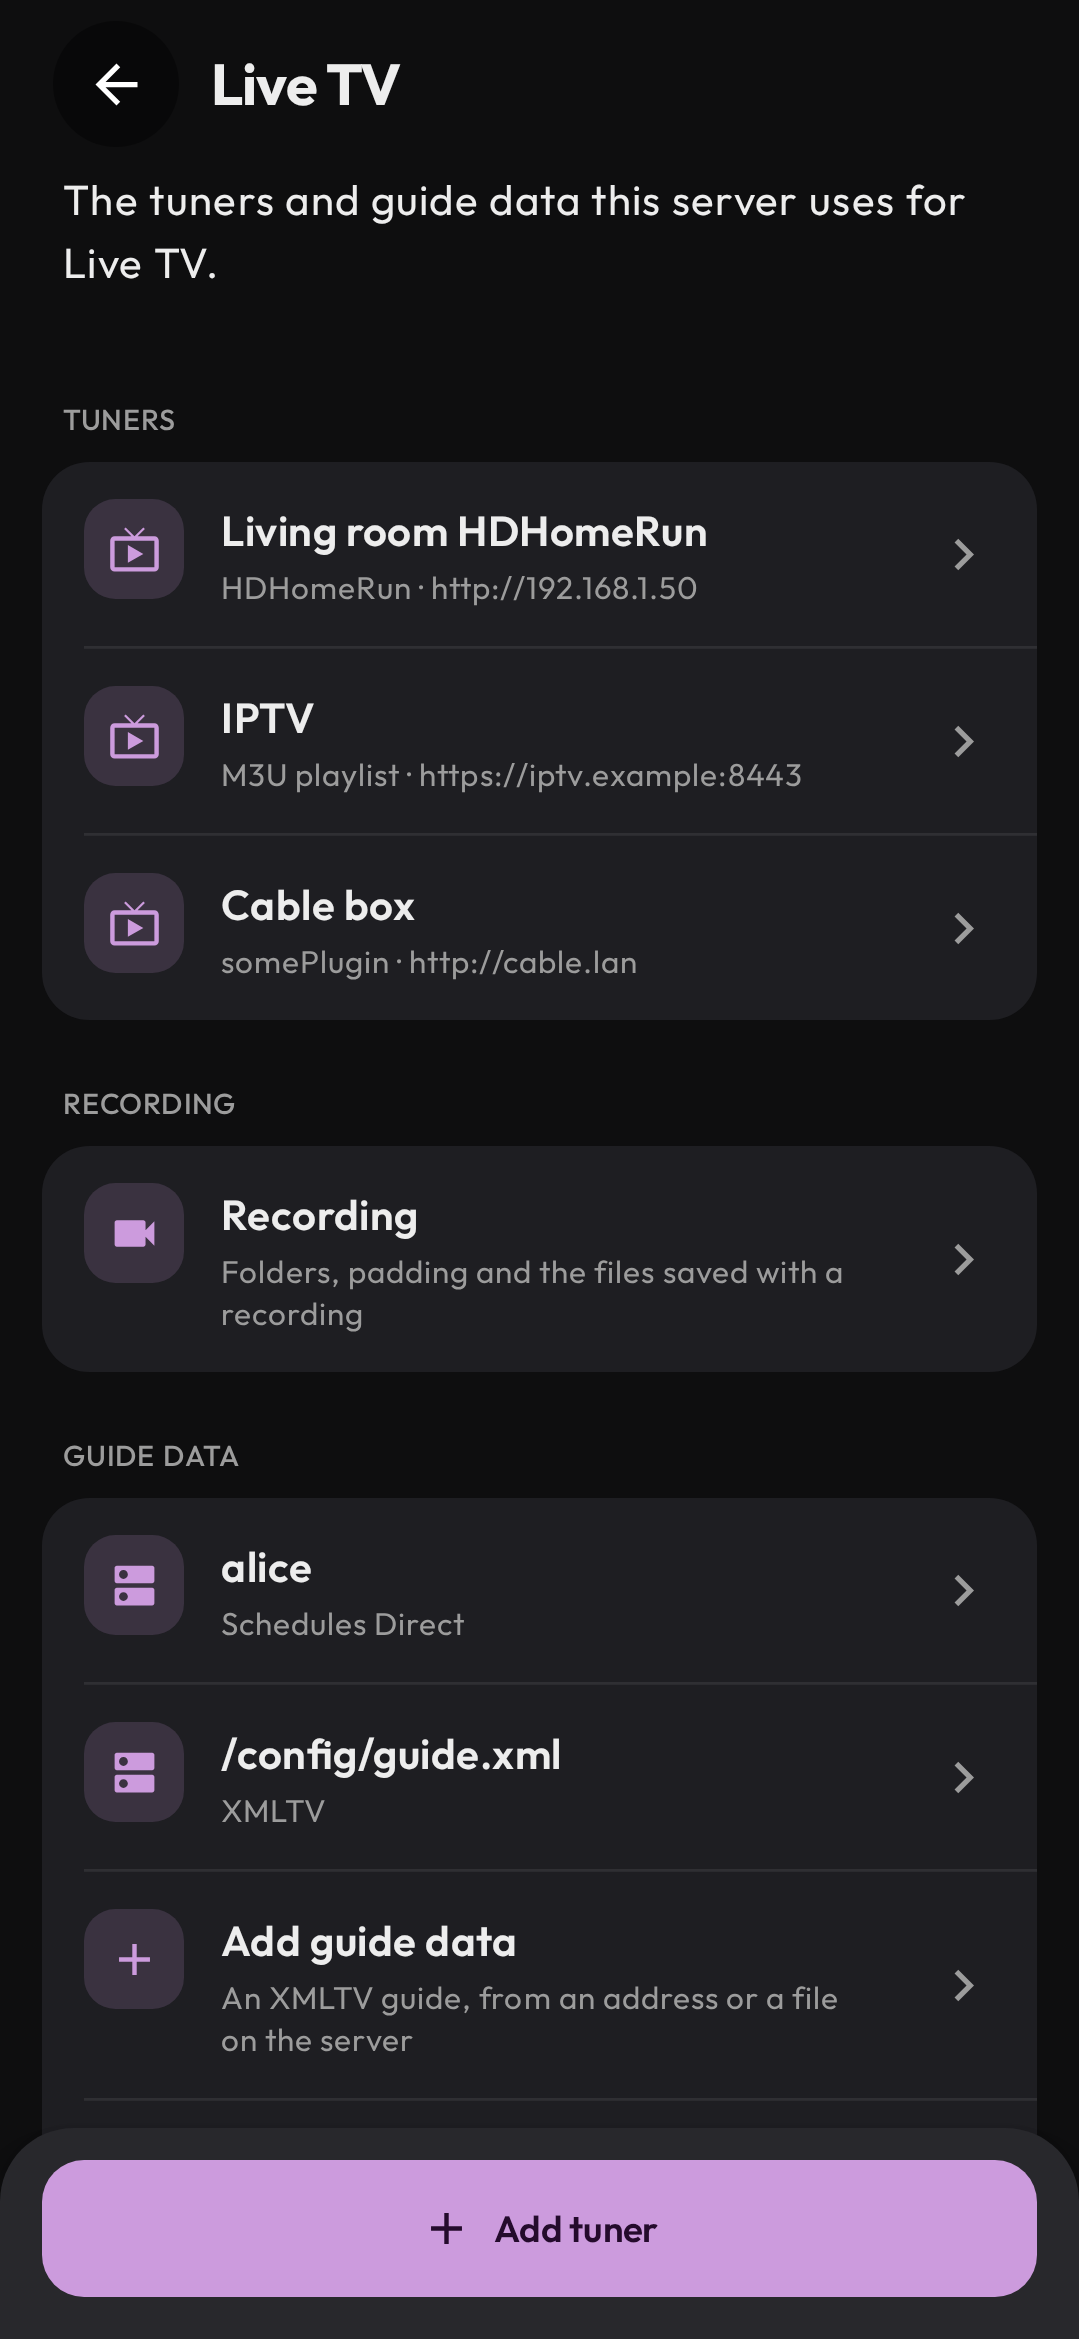 Live TV
The tuners and guide data this server uses for
Live TV.
TUNERS
Living room HDHomeRun
HDHomeRun · http://192.168.1.50
IPTV
M3U playlist · https://iptv.example:8443
Cable box
somePlugin · http://cable.lan
RECORDING
Recording
Folders, padding and the files saved with a
recording
GUIDE DATA
alice
Schedules Direct
/config/guide.xml
XMLTV
Add guide data
An XMLTV guide, from an address or a file
on the server
Add tuner